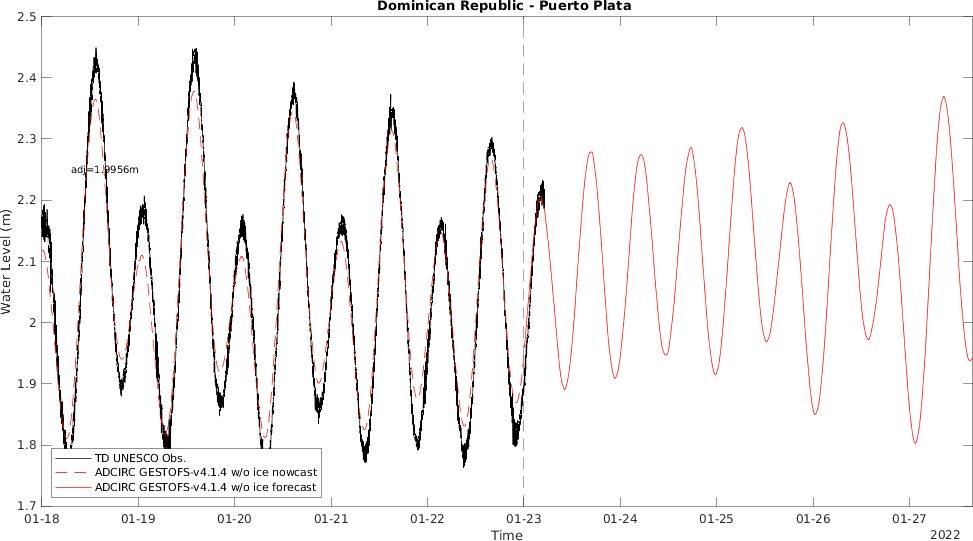 Dominican Republic - Puerto Plata
2.5
2.4
2.3
2.2
2.1
2
1.9
1.8
1.7
Water Level (m)
adj=1.9956m
TD UNESCO Obs.
ADCIRC GESTOFS-v4.1.4 w/o ice nowcast
ADCIRC GESTOFS-v4.1.4 w/o ice forecast
01-18 01-19 01-20 01-21 01-22 01-23 01-24 01-25 01-26 01-27
Time
2022